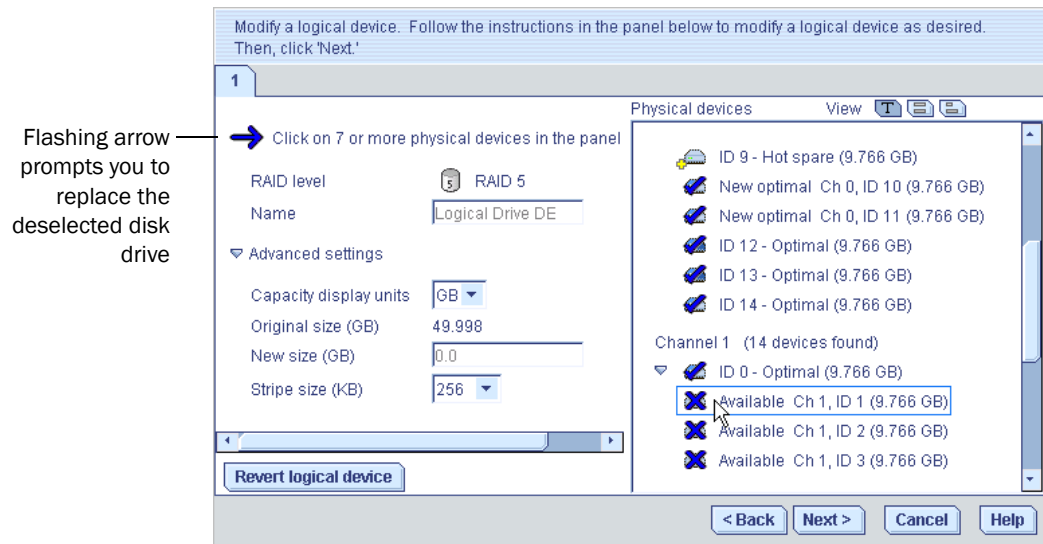 Modify a logical device. Follow the instructions in the panel below to modify a logical device as desired.
Then, click 'Next.'
1
Flashing arrow
prompts you to
replace the
deselected disk
drive
Click on 7 or more physical devices in the panel
RAID level
5
RAID 5
Name
Logical Drive DE
Advanced settings
Capacity display units
GB
Original size (GB)
49.998
New size (GB)
0.0
Stripe size (KB)
256
Revert logical device
Physical devices
View
T
ID 9 - Hot spare (9.766 GB)
New optimal Ch 0, ID 10 (9.766 GB)
New optimal Ch 0, ID 11 (9.766 GB)
ID 12 - Optimal (9.766 GB)
ID 13 - Optimal (9.766 GB)
ID 14 - Optimal (9.766 GB)
Channel 1 (14 devices found)
ID 0 - Optimal (9.766 GB)
Available Ch 1, ID 1 (9.766 GB)
Available Ch 1, ID 2 (9.766 GB)
Available Ch 1, ID 3 (9.766 GB)
< Back
Next >
Cancel
Help